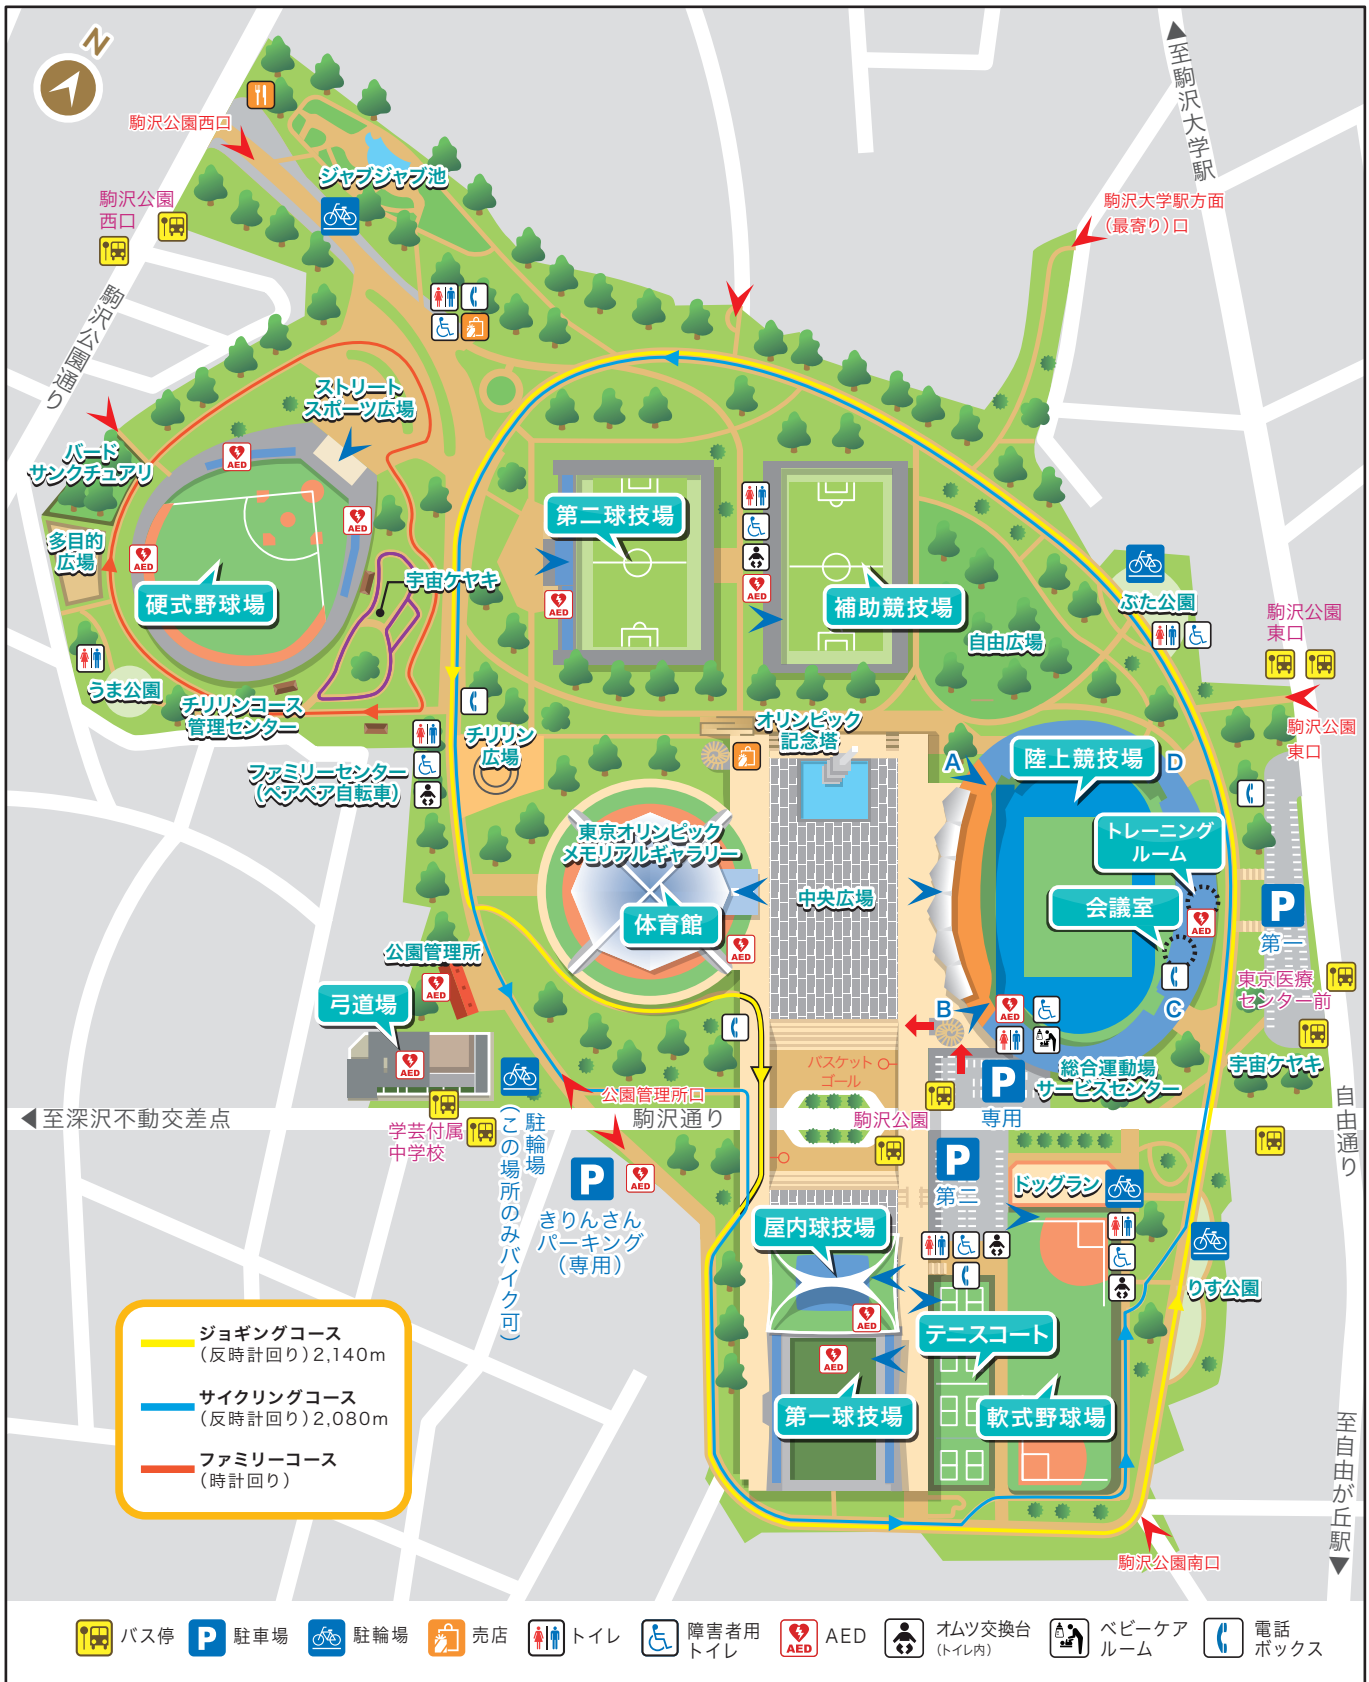 N
駒沢公園西口
駒沢公園
西口
ジャブジャブ池
▲至駒沢大学駅
駒沢大学駅方面
(最寄り)口
駒沢公園通り
ストリート
スポーツ広場
バード
サンクチュアリ
AED
第二球技場
AED
AED
多目的
広場
宇宙ケヤキ
硬式野球場
AED
AED
補助競技場
ぶた公園
駒沢公園
東口
自由広場
うま公園
チリリンコース
管理センター
駒沢公園
東口
チリリン
広場
オリンピック
記念塔
A
陸上競技場
D
ファミリーセンター
(ペアペア自転車)
東京オリンピック
メモリアルギャラリー
トレーニング
ルーム
中央広場
会議室
体育館
AED
P
第一
公園管理所
AED
AED
東京医療
センター前
弓道場
B
AED
C
AED
バスケット
ゴール
総合運動場
サービスセンター
宇宙ケヤキ
P
専用
公園管理所口
◀至深沢不動交差点
駒沢通り
駒沢公園
自由通り
学芸付属
中学校
駐輪場
(この場所のみバイク可)
P
AED
きりんさん
パーキング
(専用)
P
第二
ドッグラン
屋内球技場
りす公園
AED
テニスコート
AED
第一球技場
軟式野球場
ジョギングコース
(反時計回り)2,140m
サイクリングコース
(反時計回り)2,080m
ファミリーコース
(時計回り)
至自由が丘駅▼
駒沢公園南口
バス停
P
駐車場
駐輪場
売店
トイレ
障害者用
トイレ
AED
AED
オムツ交換台
(トイレ内)
ベビーケア
ルーム
電話
ボックス